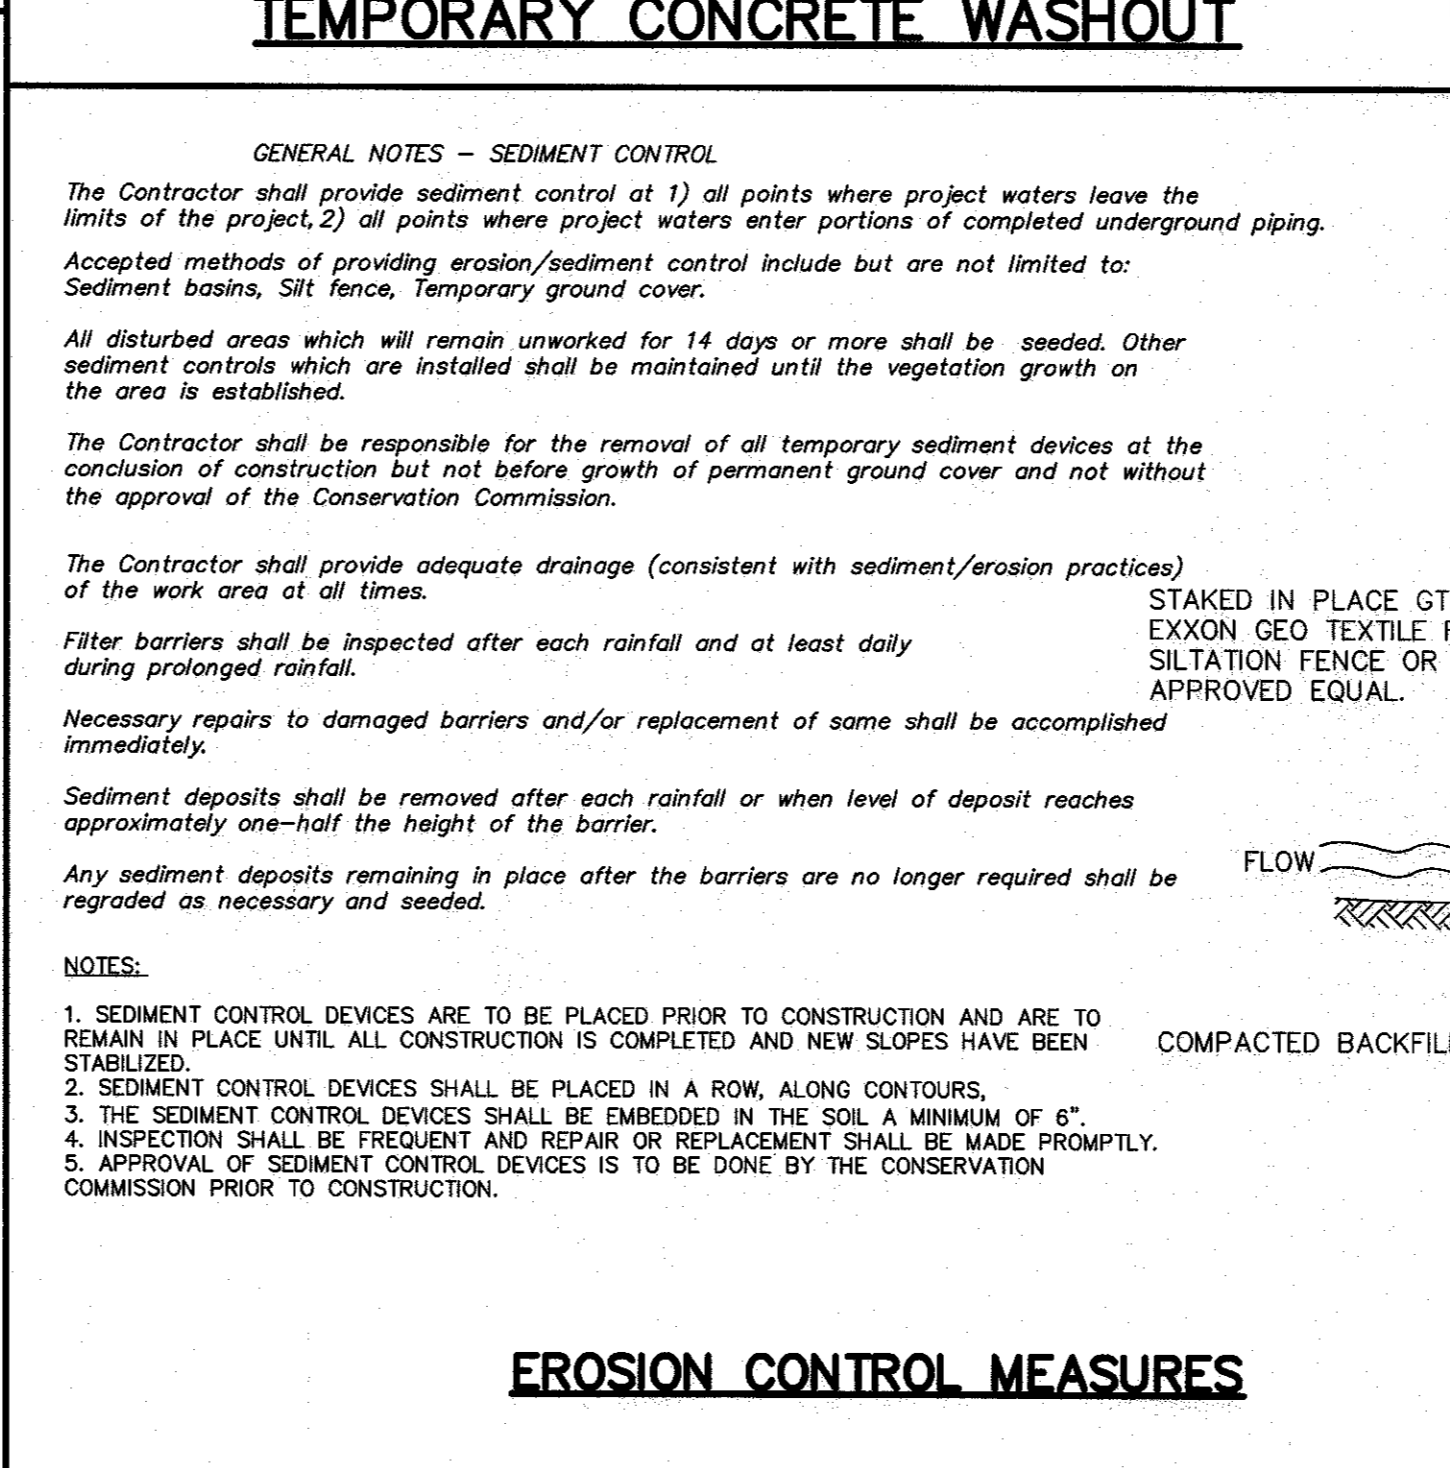 TEMPORARY CONCRETE WASHOUT
GENERAL NOTES – SEDIMENT CONTROL
The Contractor shall provide sediment control at 1) all points where project waters leave the
limits of the project, 2) all points where project waters enter portions of completed underground piping.
Accepted methods of providing erosion/sediment control include but are not limited to:
Sediment basins, Silt fence, Temporary ground cover.
All disturbed areas which will remain unworked for 14 days or more shall be seeded. Other
sediment controls which are installed shall be maintained until the vegetation growth on
the area is established.
The Contractor shall be responsible for the removal of all temporary sediment devices at the
conclusion of construction but not before growth of permanent ground cover and not without
the approval of the Conservation Commission.
The Contractor shall provide adequate drainage (consistent with sediment/erosion practices)
of the work area at all times.
Filter barriers shall be inspected after each rainfall and at least daily
during prolonged rainfall.
Necessary repairs to damaged barriers and/or replacement of same shall be accomplished
immediately.
Sediment deposits shall be removed after each rainfall or when level of deposit reaches
approximately one–half the height of the barrier.
Any sediment deposits remaining in place after the barriers are no longer required shall be
regraded as necessary and seeded.
NOTES:
1. SEDIMENT CONTROL DEVICES ARE TO BE PLACED PRIOR TO CONSTRUCTION AND ARE TO
REMAIN IN PLACE UNTIL ALL CONSTRUCTION IS COMPLETED AND NEW SLOPES HAVE BEEN
STABILIZED.
2. SEDIMENT CONTROL DEVICES SHALL BE PLACED IN A ROW, ALONG CONTOURS,
3. THE SEDIMENT CONTROL DEVICES SHALL BE EMBEDDED IN THE SOIL A MINIMUM OF 6".
4. INSPECTION SHALL BE FREQUENT AND REPAIR OR REPLACEMENT SHALL BE MADE PROMPTLY.
5. APPROVAL OF SEDIMENT CONTROL DEVICES IS TO BE DONE BY THE CONSERVATION
COMMISSION PRIOR TO CONSTRUCTION.
STAKED IN PLACE GT
EXXON GEO TEXTILE
SILTATION FENCE OR
APPROVED EQUAL.
FLOW
COMPACTED BACKFIL
EROSION CONTROL MEASURES